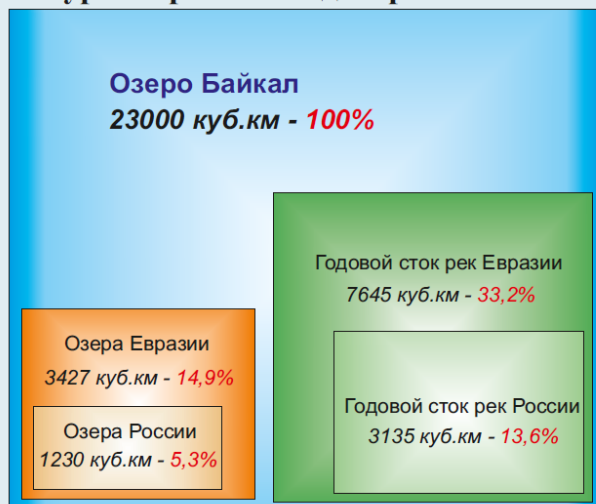 Озеро Байкал
23000 куб.км - 100%
Годовой сток рек Евразии
7645 куб.км - 33,2%
Озера Евразии
3427 куб.км - 14,9%
Годовой сток рек России
3135 куб.км - 13,6%
Озера России
1230 куб.км - 5,3%